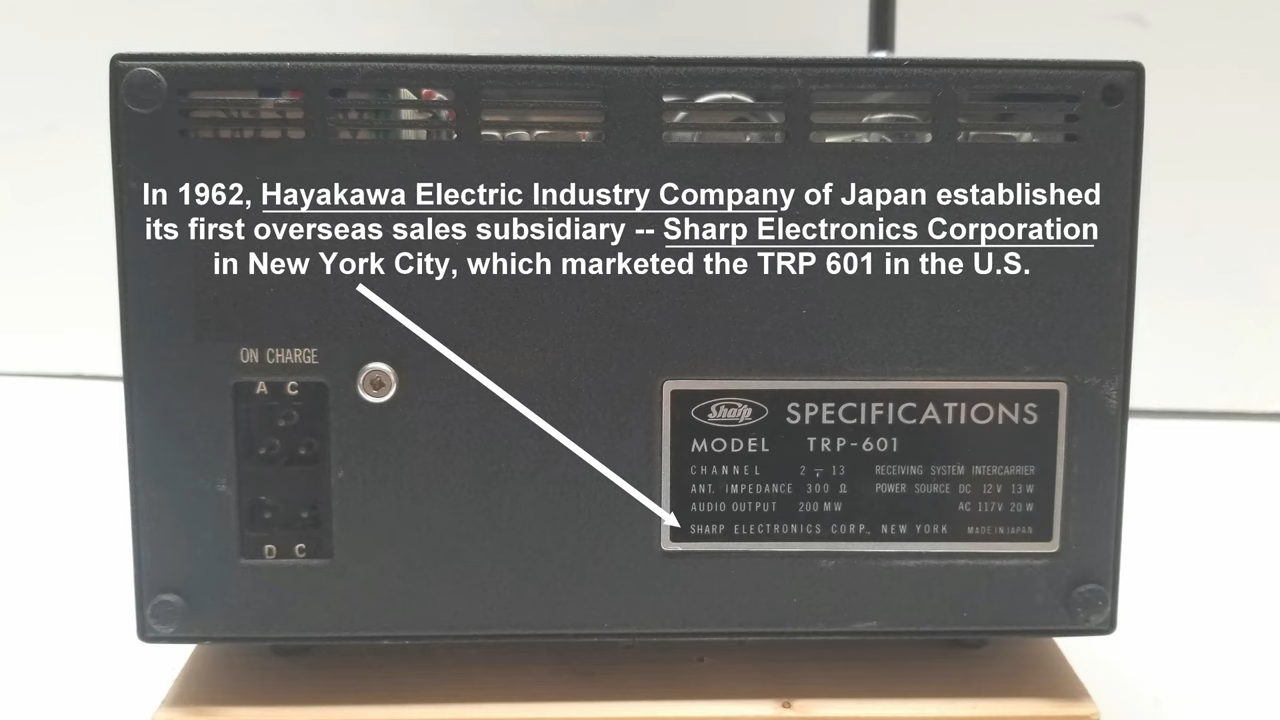 In 1962, Hayakawa Electric Industry Company of Japan established
its first overseas sales subsidiary -- Sharp Electronics Corporation
in New York City, which marketed the TRP 601 in the U.S.
ON CHARGE
A C
D C
Sharp SPECIFICATIONS
MODEL TRP-601
CHANNEL 2 - 13 RECEIVING SYSTEM INTERCARRIER
ANT. IMPEDANCE 300 Ω POWER SOURCE DC 12V 13W
AUDIO OUTPUT 200 MW AC 117V 20W
SHARP ELECTRONICS CORP., NEW YORK MADE IN JAPAN